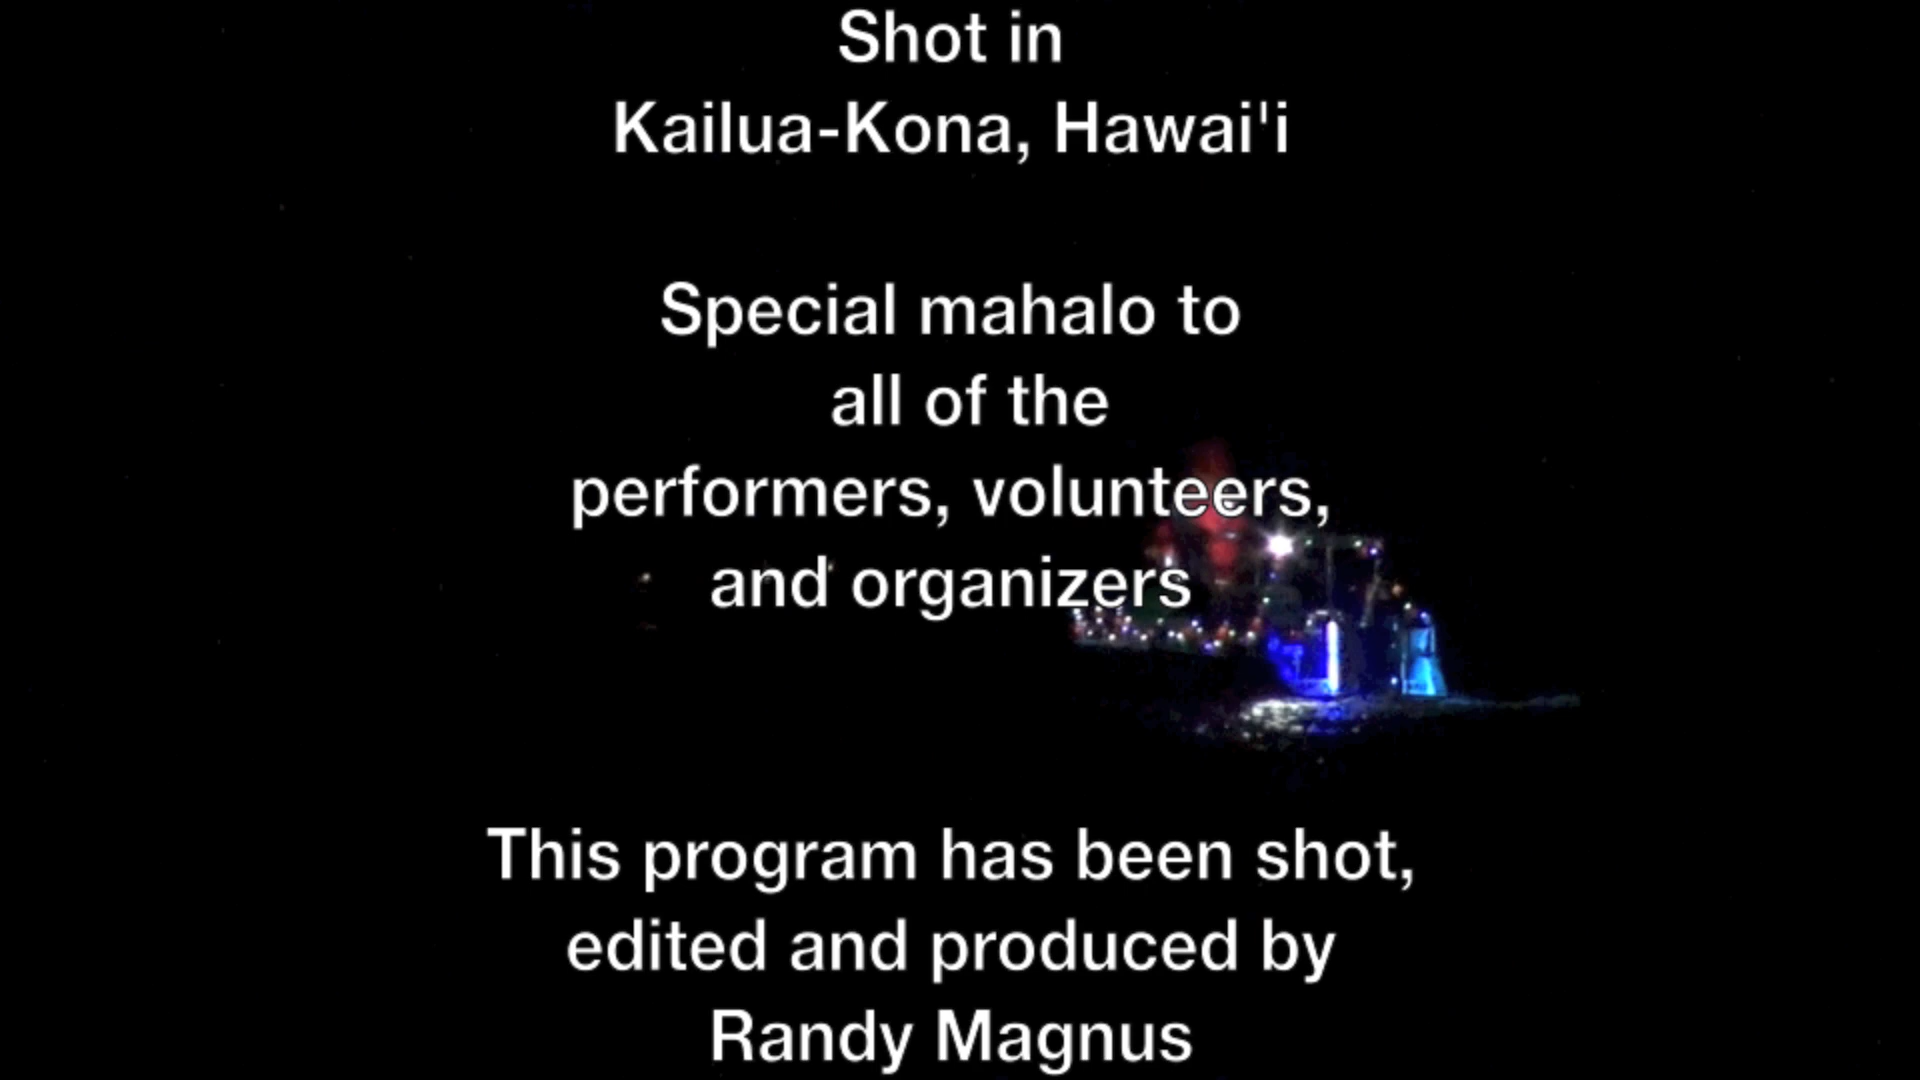 Shot in
Kailua-Kona, Hawai'i
Special mahalo to
all of the
performers, volunteers,
and organizers
This program has been shot,
edited and produced by
Randy Magnus